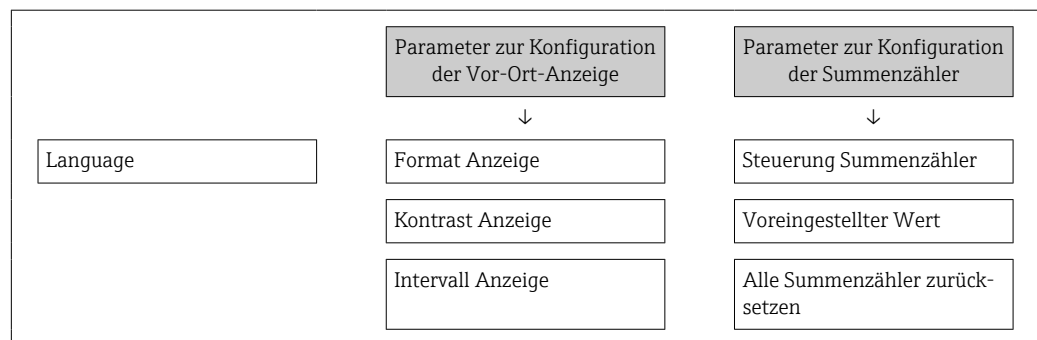 Parameter zur Konfiguration
der Vor-Ort-Anzeige
Parameter zur Konfiguration
der Summenzähler
↓
↓
Language
Format Anzeige
Steuerung Summenzähler
Kontrast Anzeige
Voreingestellter Wert
Intervall Anzeige
Alle Summenzähler zurück-
setzen